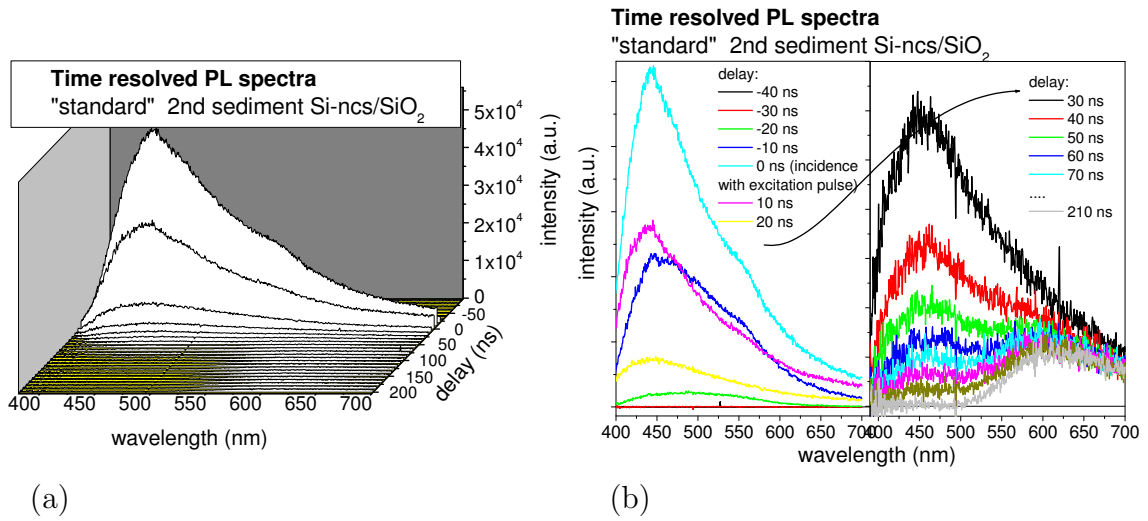 Time resolved PL spectra
"standard" 2nd sediment Si-ncs/SiO2
5x10^4
4x10^4
3x10^4
2x10^4
1x10^4
0
intensity (a.u.)
-50
0
50
100
150
200
delay (ns)
400 450 500 550 600 650 700
wavelength (nm)
(a)
Time resolved PL spectra
"standard" 2nd sediment Si-ncs/SiO2
intensity (a.u.)
delay:
-40 ns
-30 ns
-20 ns
-10 ns
0 ns (incidence
with excitation pulse)
10 ns
20 ns
intensity (a.u.)
delay:
30 ns
40 ns
50 ns
60 ns
70 ns
....
210 ns
400 450 500 550 600 650 700
400 450 500 550 600 650 700
wavelength (nm)
(b)